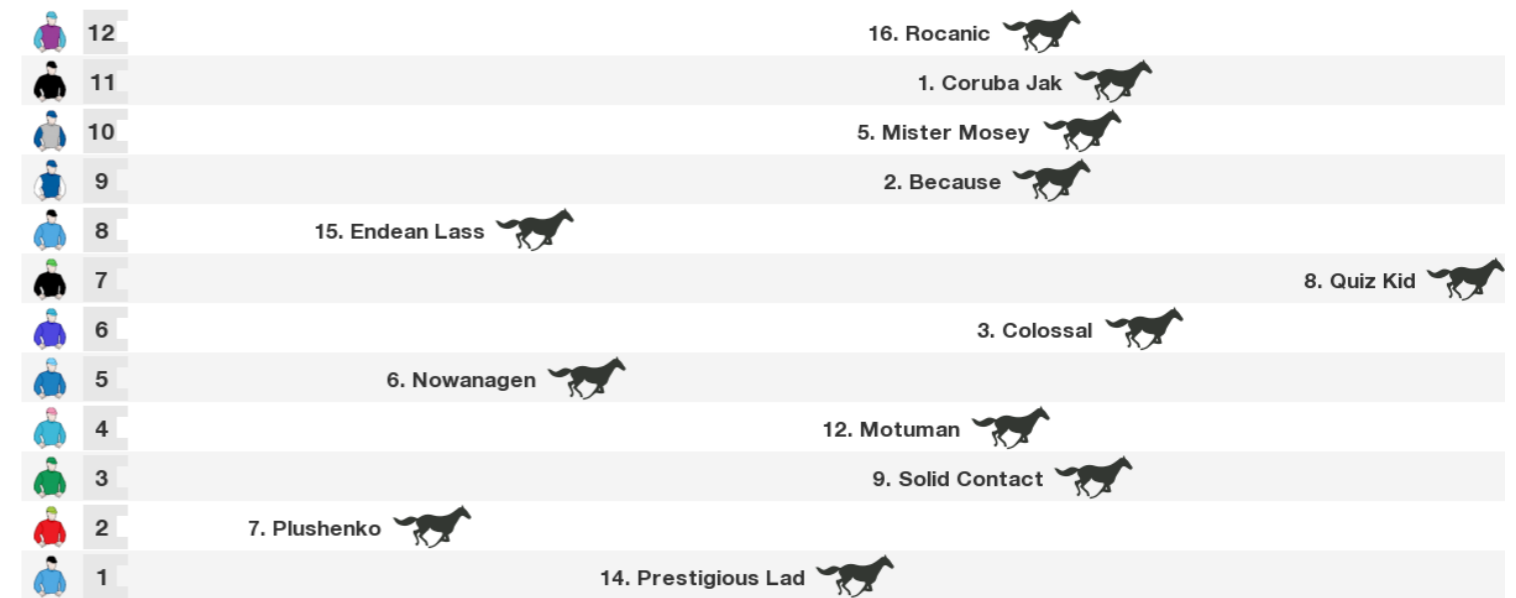 12 16. Rocanic
11 1. Coruba Jak
10 5. Mister Mosey
9 2. Because
8 15. Endean Lass
7 8. Quiz Kid
6 3. Colossal
5 6. Nowanagen
4 12. Motuman
3 9. Solid Contact
2 7. Plushenko
1 14. Prestigious Lad